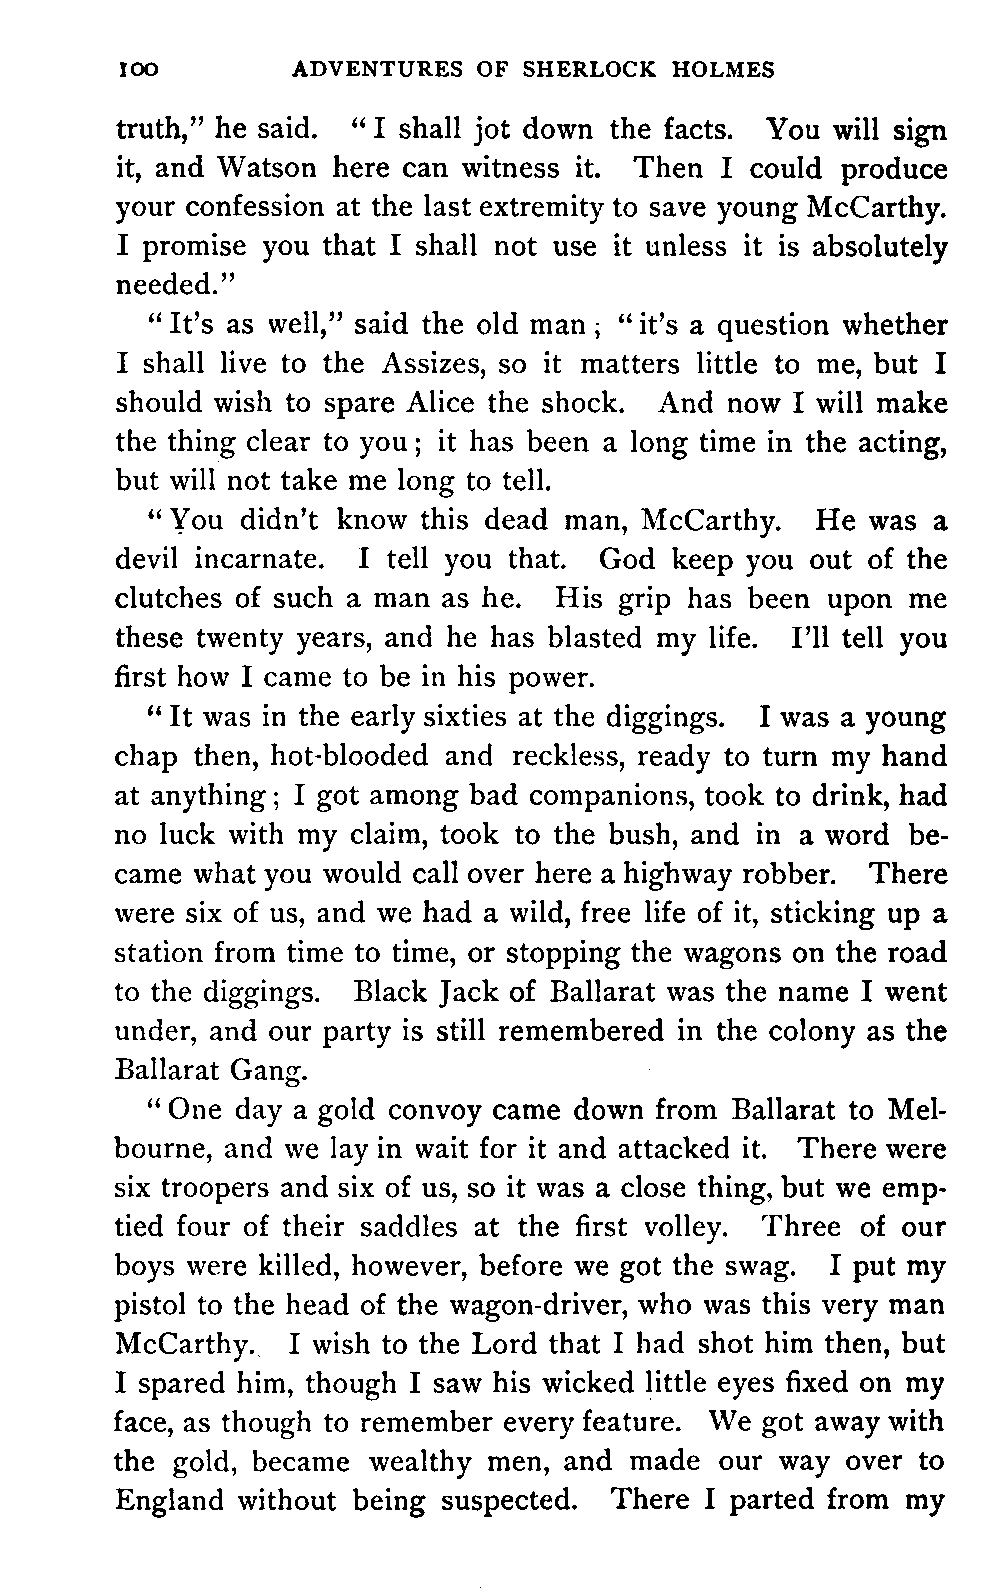 100 ADVENTURES OF SHERLOCK HOLMES
truth," he said. "I shall jot down the facts. You will sign
it, and Watson here can witness it. Then I could produce
your confession at the last extremity to save young McCarthy.
I promise you that I shall not use it unless it is absolutely
needed."
"It's as well," said the old man; "it's a question whether
I shall live to the Assizes, so it matters little to me, but I
should wish to spare Alice the shock. And now I will make
the thing clear to you; it has been a long time in the acting,
but will not take me long to tell.
"You didn't know this dead man, McCarthy. He was a
devil incarnate. I tell you that. God keep you out of the
clutches of such a man as he. His grip has been upon me
these twenty years, and he has blasted my life. I'll tell you
first how I came to be in his power.
"It was in the early sixties at the diggings. I was a young
chap then, hot-blooded and reckless, ready to turn my hand
at anything; I got among bad companions, took to drink, had
no luck with my claim, took to the bush, and in a word be-
came what you would call over here a highway robber. There
were six of us, and we had a wild, free life of it, sticking up a
station from time to time, or stopping the wagons on the road
to the diggings. Black Jack of Ballarat was the name I went
under, and our party is still remembered in the colony as the
Ballarat Gang.
"One day a gold convoy came down from Ballarat to Mel-
bourne, and we lay in wait for it and attacked it. There were
six troopers and six of us, so it was a close thing, but we emp-
tied four of their saddles at the first volley. Three of our
boys were killed, however, before we got the swag. I put my
pistol to the head of the wagon-driver, who was this very man
McCarthy. I wish to the Lord that I had shot him then, but
I spared him, though I saw his wicked little eyes fixed on my
face, as though to remember every feature. We got away with
the gold, became wealthy men, and made our way over to
England without being suspected. There I parted from my